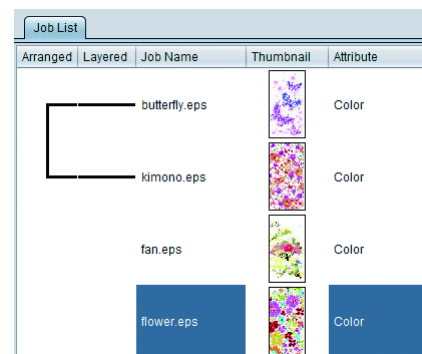 Job List
Arranged Layered Job Name Thumbnail Attribute
butterfly.eps Color
kimono.eps Color
fan.eps Color
flower.eps Color